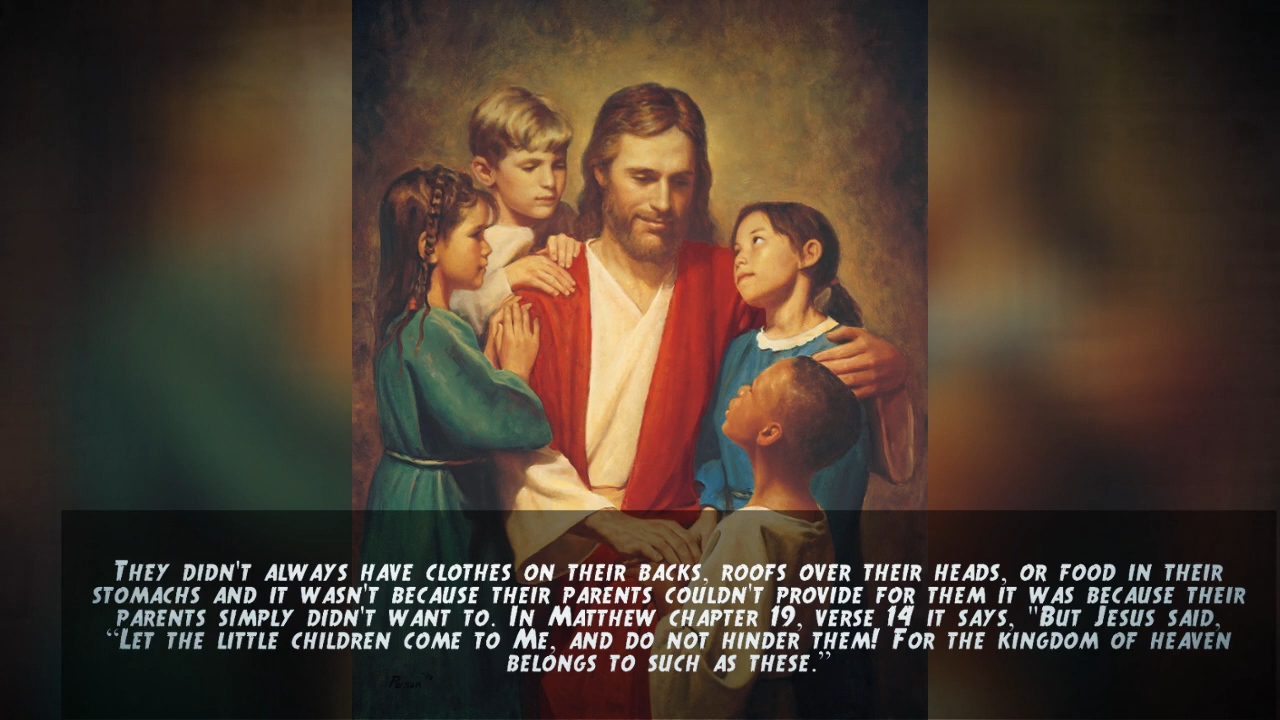 They didn't always have clothes on their backs, roofs over their heads, or food in their
stomachs and it wasn't because their parents couldn't provide for them it was because their
parents simply didn't want to. In Matthew chapter 19, verse 14 it says, "But Jesus said,
“Let the little children come to Me, and do not hinder them! For the kingdom of heaven
belongs to such as these.”